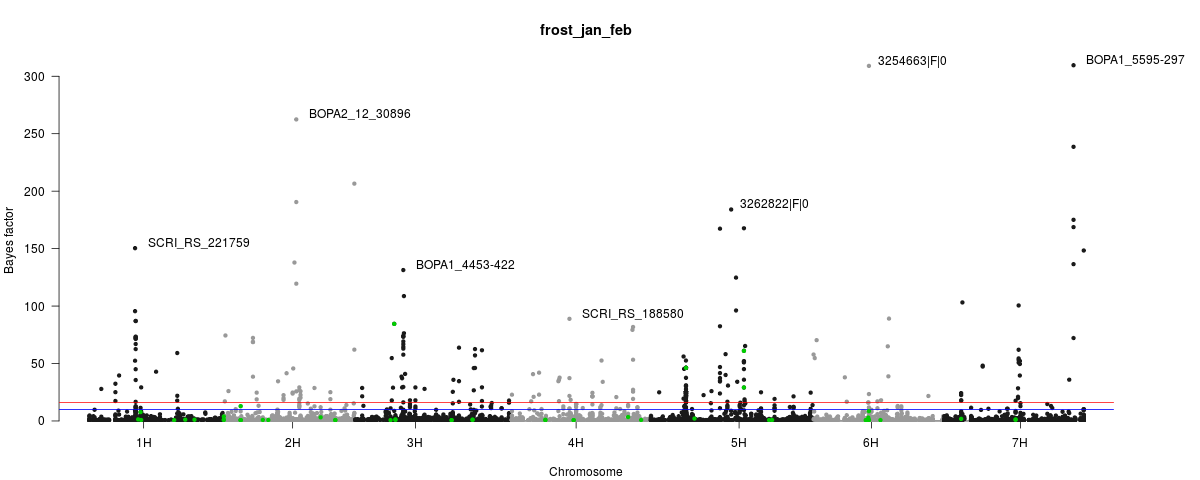 frost_jan_feb
3254663|F|0
BOPA1_5595-297
300
BOPA2_12_30896
250
200
3262822|F|0
SCRI_RS_221759
150
BOPA1_4453-422
SCRI_RS_188580
100
50
0
Bayes factor
1H 2H 3H 4H 5H 6H 7H
Chromosome